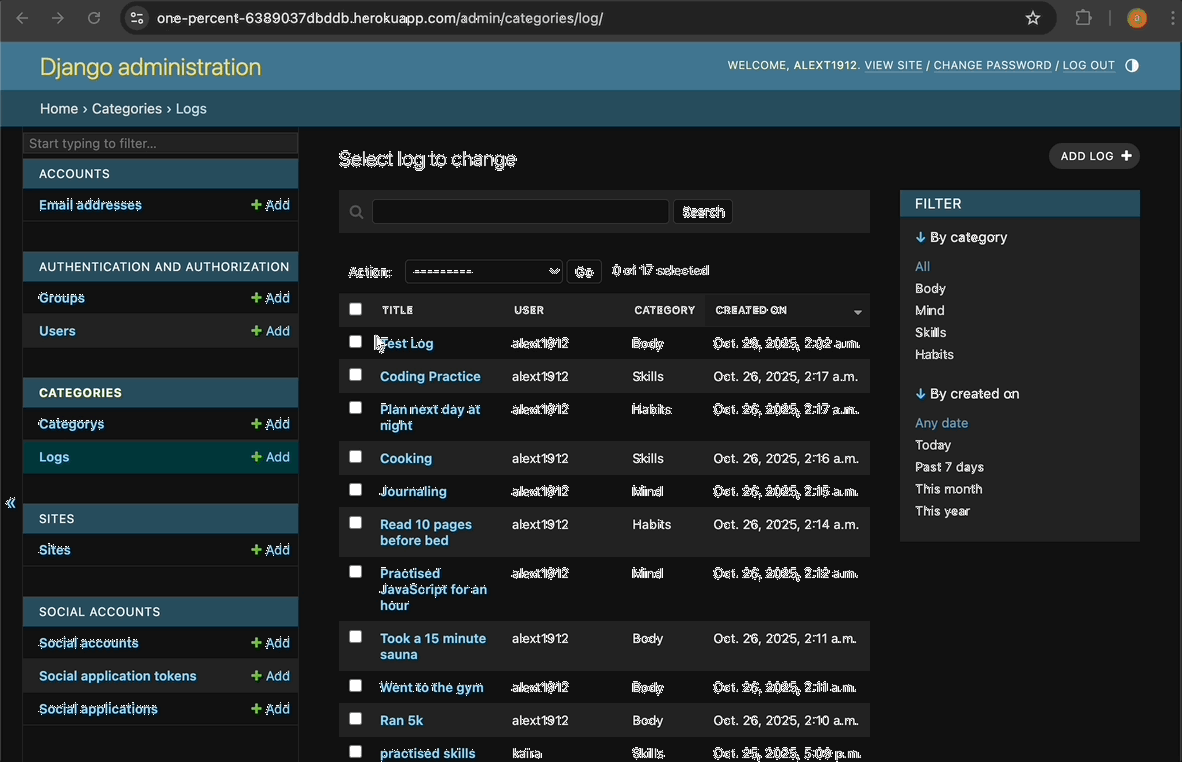 one-percent-6389037dbddb.herokuapp.com/admin/categories/log/
Django administration
WELCOME, ALEXT1912. VIEW SITE / CHANGE PASSWORD / LOG OUT
Home › Categories › Logs
Start typing to filter...
ACCOUNTS
Email addresses + Add
AUTHENTICATION AND AUTHORIZATION
Groups + Add
Users + Add
CATEGORIES
Categorys + Add
Logs + Add
«
SITES
Sites + Add
SOCIAL ACCOUNTS
Social accounts + Add
Social application tokens + Add
Social applications + Add
Select log to change
ADD LOG +
Search
Action: --------- Go 0 of 17 selected
TITLE USER CATEGORY CREATED ON
Test Log alext1912 Body Oct. 29, 2025, 2:02 a.m.
Coding Practice alext1912 Skills Oct. 26, 2025, 2:17 a.m.
Plan next day at alext1912 Habits Oct. 26, 2025, 2:17 a.m.
night
Cooking alext1912 Skills Oct. 26, 2025, 2:16 a.m.
Journaling alext1912 Mind Oct. 26, 2025, 2:15 a.m.
Read 10 pages alext1912 Habits Oct. 26, 2025, 2:14 a.m.
before bed
Practised alext1912 Mind Oct. 26, 2025, 2:12 a.m.
JavaScript for an
hour
Took a 15 minute alext1912 Body Oct. 26, 2025, 2:11 a.m.
sauna
Went to the gym alext1912 Body Oct. 26, 2025, 2:11 a.m.
Ran 5k alext1912 Body Oct. 26, 2025, 2:10 a.m.
practised skills kaira Skills Oct. 25, 2025, 5:09 p.m.
FILTER
↓ By category
All
Body
Mind
Skills
Habits
↓ By created on
Any date
Today
Past 7 days
This month
This year